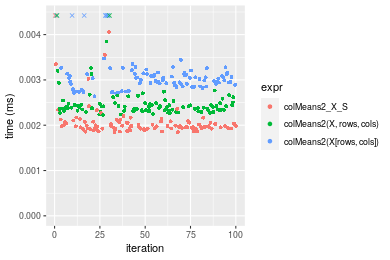 0.004
0.003
0.002
0.001
0.000
time (ms)
0 25 50 75 100
iteration
expr
colMeans2_X_S
colMeans2(X, rows, cols)
colMeans2(X[rows, cols])